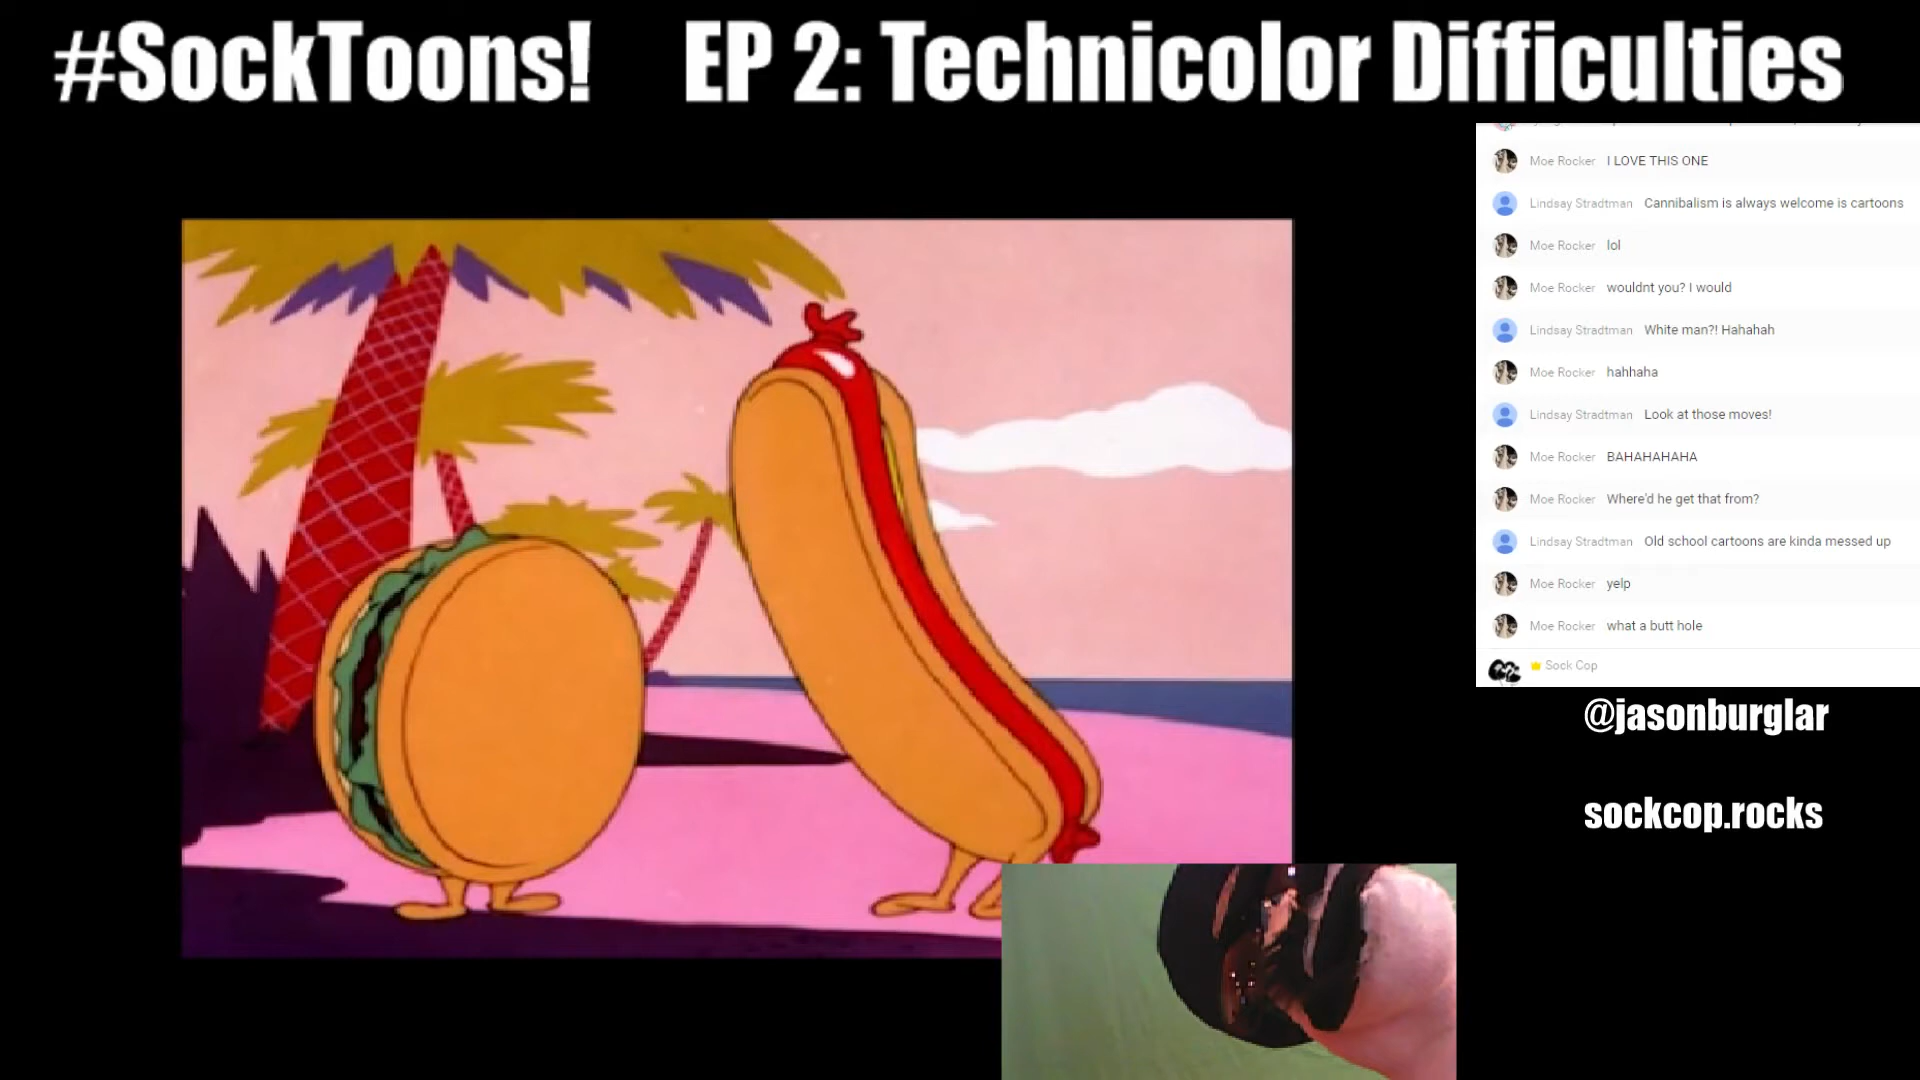 #SockToons! EP 2: Technicolor Difficulties
Moe Rocker I LOVE THIS ONE
Lindsay Stradtman Cannibalism is always welcome is cartoons
Moe Rocker lol
Moe Rocker wouldnt you? I would
Lindsay Stradtman White man?! Hahahah
Moe Rocker hahhaha
Lindsay Stradtman Look at those moves!
Moe Rocker BAHAHAHAHA
Moe Rocker Where'd he get that from?
Lindsay Stradtman Old school cartoons are kinda messed up
Moe Rocker yelp
Moe Rocker what a butt hole
Sock Cop
@jasonburglar
sockcop.rocks